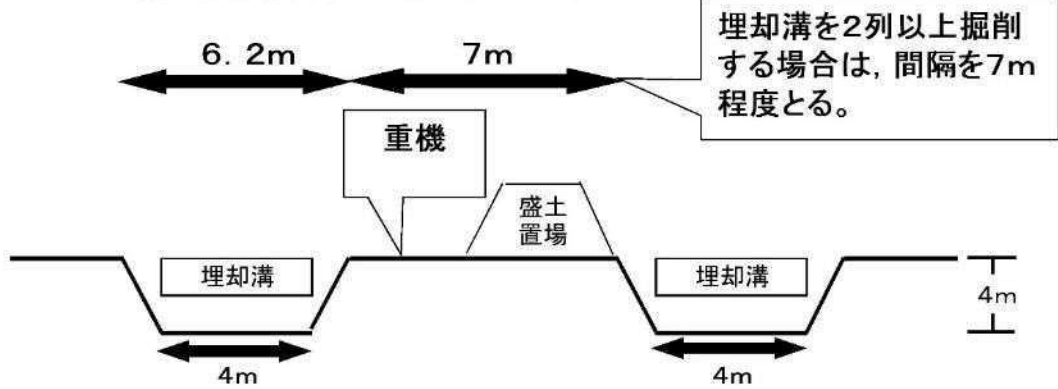 6.2m
7m
埋却溝を2列以上掘削
する場合は,間隔を7m
程度とる。
重機
盛土
置場
埋却溝
埋却溝
4m
4m
4m